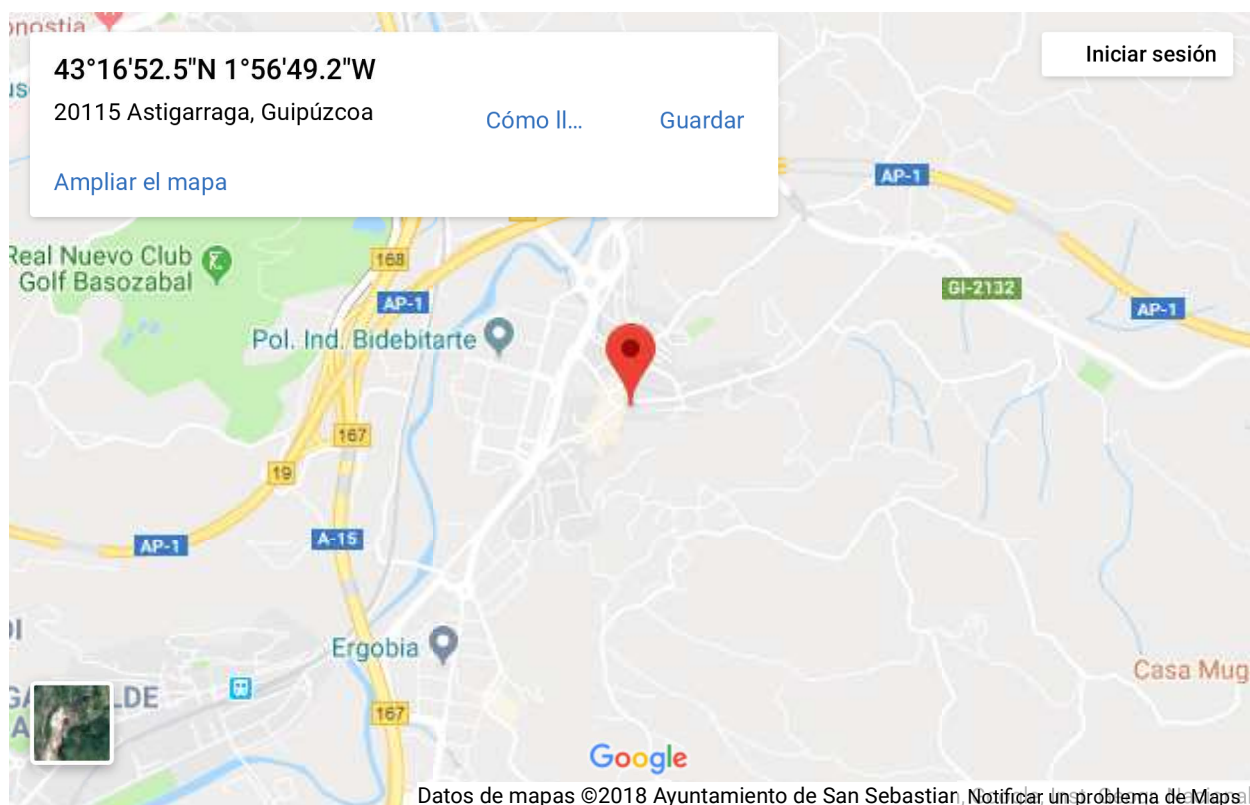 onostia
43°16'52.5"N 1°56'49.2"W
20115 Astigarraga, Guipúzcoa
Cómo ll...
Guardar
Ampliar el mapa
Iniciar sesión
AP-1
Real Nuevo Club
Golf Basozabal
168
AP-1
GI-2132
AP-1
Pol. Ind. Bidebitarte
167
19
AP-1
A-15
Ergobia
Casa Mug
LDE
167
Google
Datos de mapas ©2018 Ayuntamiento de San Sebastian,
Notificar un problema de Maps